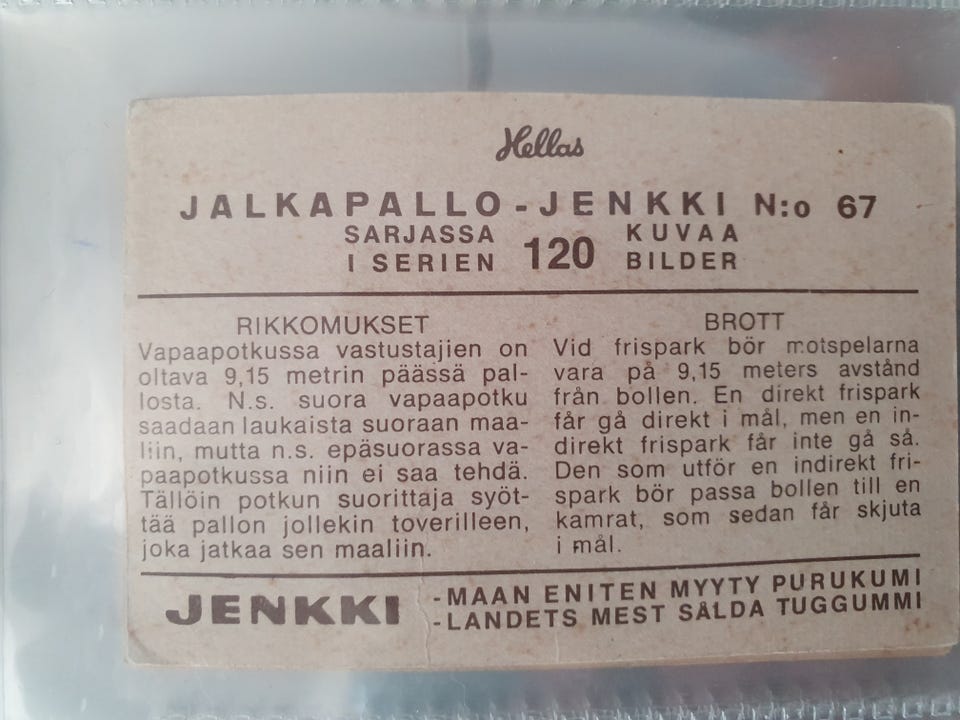 Hellas
JALKAPALLO-JENKKI N:o 67
SARJASSA 120 KUVAA
I SERIEN BILDER
RIKKOMUKSET
Vapaapotkussa vastustajien on
oltava 9,15 metrin päässä pal-
losta. N.s. suora vapaapotku
saadaan laukaista suoraan maa-
liin, mutta n.s. epäsuorassa va-
paapotkussa niin ei saa tehdä.
Tällöin potkun suorittaja syöt-
tää pallon jollekin toverilleen,
joka jatkaa sen maaliin.
BROTT
Vid frispark bör motspelarna
vara på 9,15 meters avstånd
från bollen. En direkt frispark
får gå direkt i mål, men en in-
direkt frispark får inte gå så.
Den som utför en indirekt fri-
spark bör passa bollen till en
kamrat, som sedan får skjuta
i mål.
JENKKI
-MAAN ENITEN MYYTY PURUKUMI
-LANDETS MEST SÅLDA TUGGUMMI